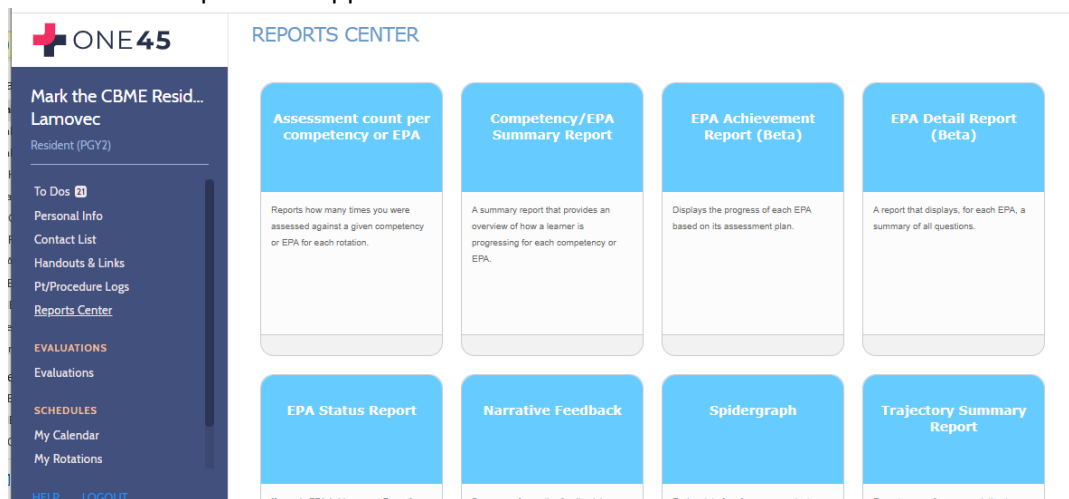 ONE45
REPORTS CENTER
Mark the CBME Resid...
Lamovec
Resident (PGY2)
To Dos 21
Personal Info
Contact List
Handouts & Links
Pt/Procedure Logs
Reports Center
EVALUATIONS
Evaluations
SCHEDULES
My Calendar
My Rotations
HELP LOGOUT
Assessment count per
competency or EPA
Reports how many times you were
assessed against a given competency
or EPA for each rotation.
Competency/EPA
Summary Report
A summary report that provides an
overview of how a learner is
progressing for each competency or
EPA.
EPA Achievement
Report (Beta)
Displays the progress of each EPA
based on its assessment plan.
EPA Detail Report
(Beta)
A report that displays, for each EPA, a
summary of all questions.
EPA Status Report
Narrative Feedback
Spidergraph
Trajectory Summary
Report